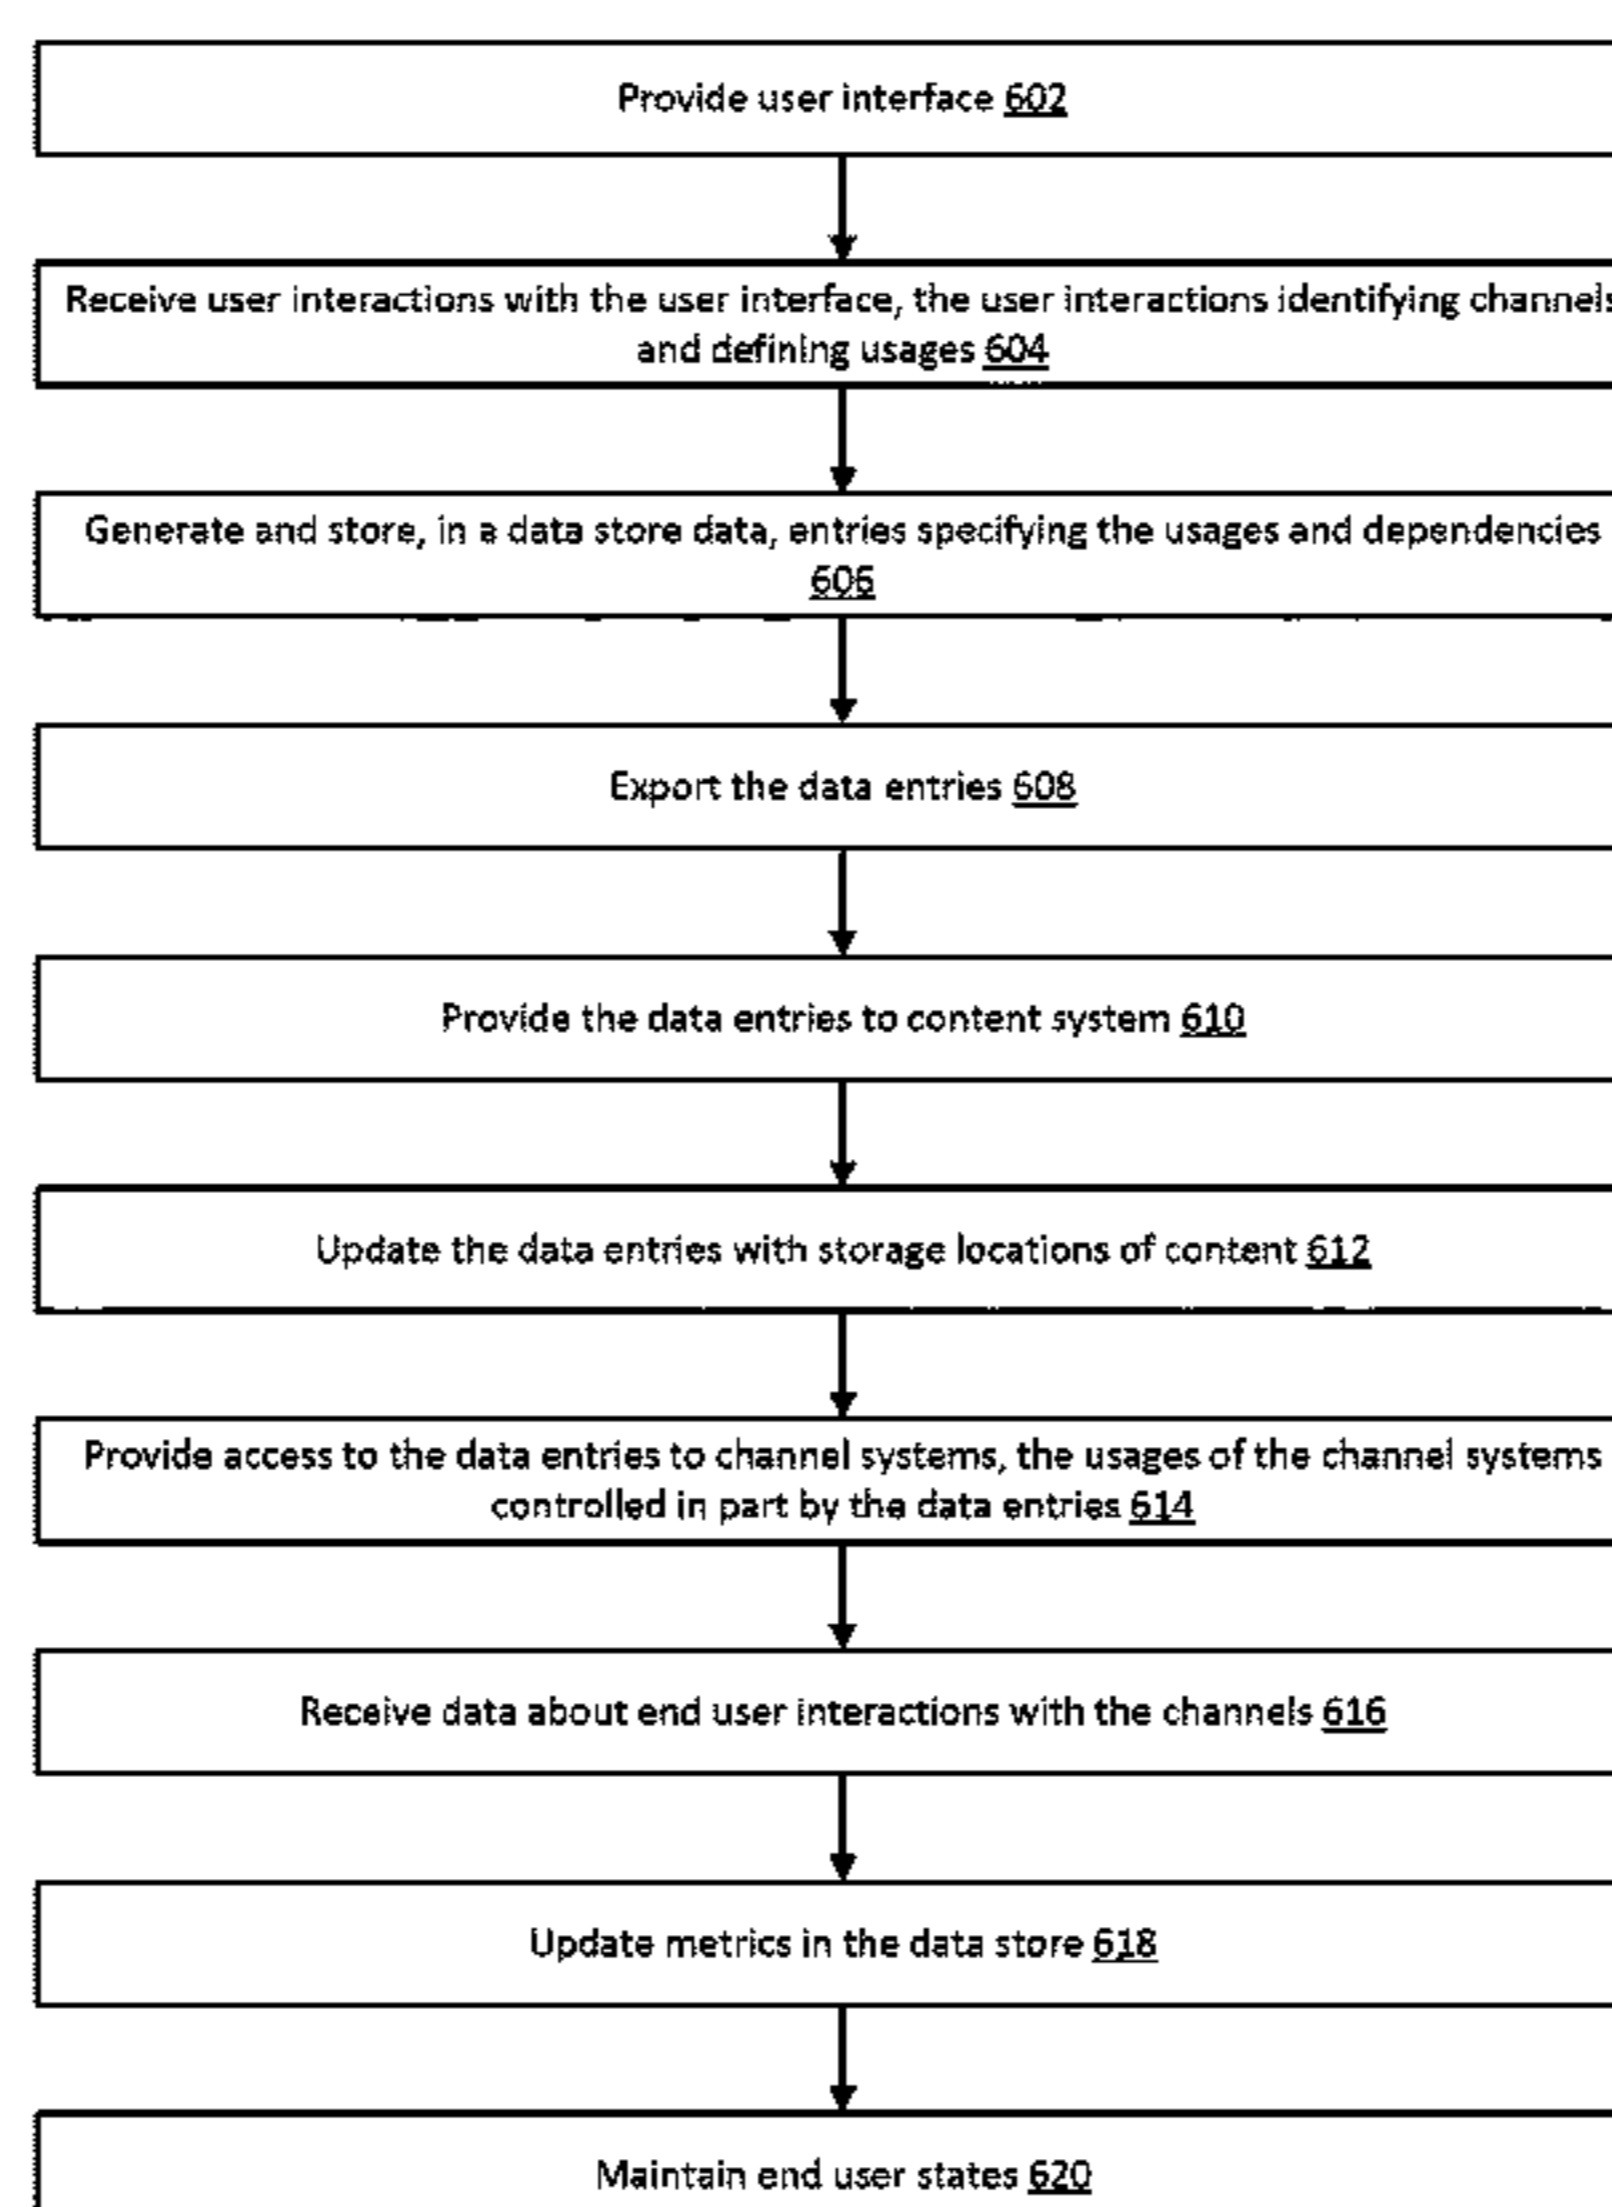 Provide user interface 602
Receive user interactions with the user interface, the user interactions identifying channels
and defining usages 604
Generate and store, in a data store data, entries specifying the usages and dependencies
606
Export the data entries 608
Provide the data entries to content system 610
Update the data entries with storage locations of content 612
Provide access to the data entries to channel systems, the usages of the channel systems
controlled in part by the data entries 614
Receive data about end user interactions with the channels 616
Update metrics in the data store 618
Maintain end user states 620